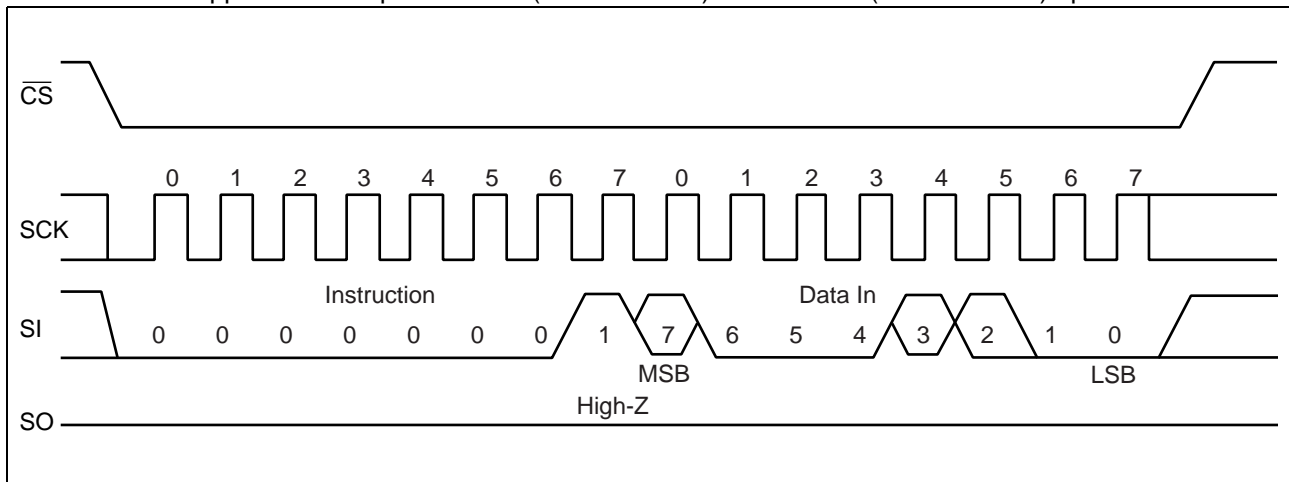 CS
0 1 2 3 4 5 6 7 0 1 2 3 4 5 6 7
SCK
Instruction Data In
SI 0 0 0 0 0 0 0 1 7 6 5 4 3 2 1 0
MSB LSB
High-Z
SO